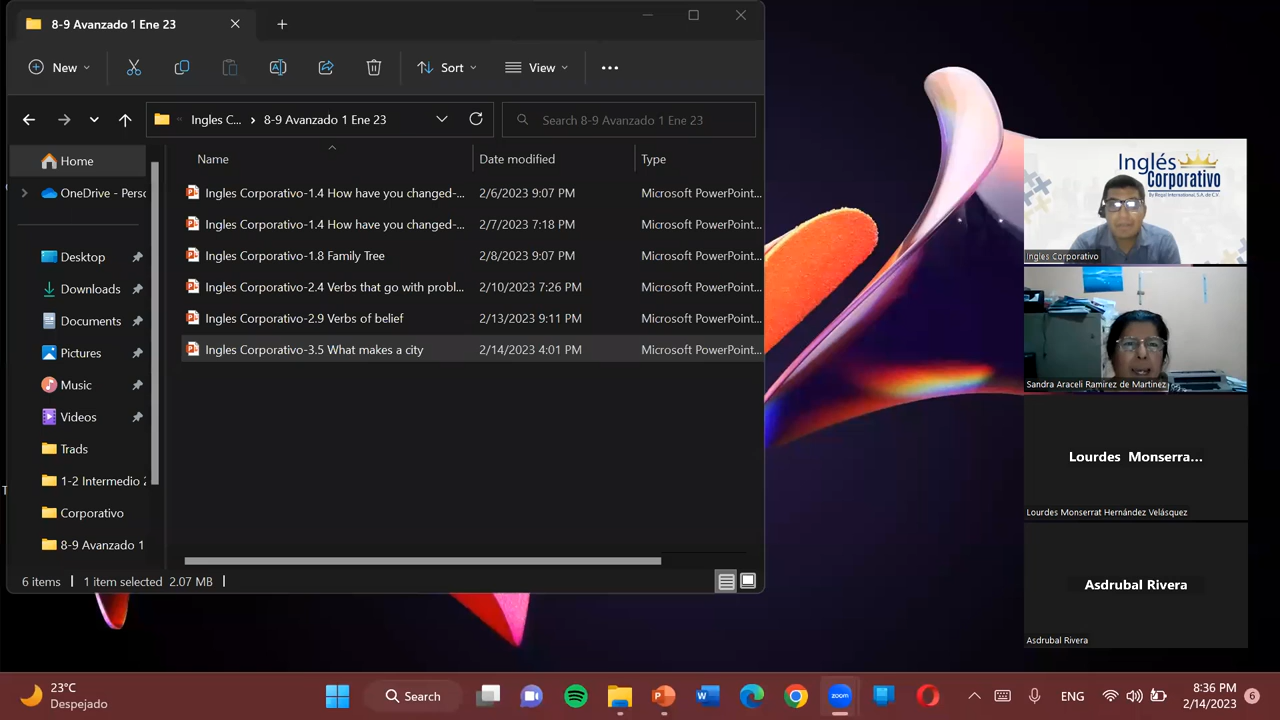 8-9 Avanzado 1 Ene 23
New
Sort
View
Ingles C... > 8-9 Avanzado 1 Ene 23
Search 8-9 Avanzado 1 Ene 23
Name Date modified Type
Home
OneDrive - Perso
Desktop
Downloads
Documents
Pictures
Music
Videos
Trads
1-2 Intermedio 2
Corporativo
8-9 Avanzado 1
Ingles Corporativo-1.4 How have you changed-... 2/6/2023 9:07 PM Microsoft PowerPoint...
Ingles Corporativo-1.4 How have you changed-... 2/7/2023 7:18 PM Microsoft PowerPoint...
Ingles Corporativo-1.8 Family Tree 2/8/2023 9:07 PM Microsoft PowerPoint...
Ingles Corporativo-2.4 Verbs that go with probl... 2/10/2023 7:26 PM Microsoft PowerPoint...
Ingles Corporativo-2.9 Verbs of belief 2/13/2023 9:11 PM Microsoft PowerPoint...
Ingles Corporativo-3.5 What makes a city 2/14/2023 4:01 PM Microsoft PowerPoint...
6 items 1 item selected 2.07 MB
Inglés
Corporativo
By Regal International, S.A. de C.V.
Ingles Corporativo
Sandra Araceli Ramirez de Martinez
Lourdes Monserra...
Lourdes Monserrat Hernández Velásquez
Asdrubal Rivera
Asdrubal Rivera
23°C
Despejado
Search
zoom
ENG
8:36 PM
2/14/2023
6